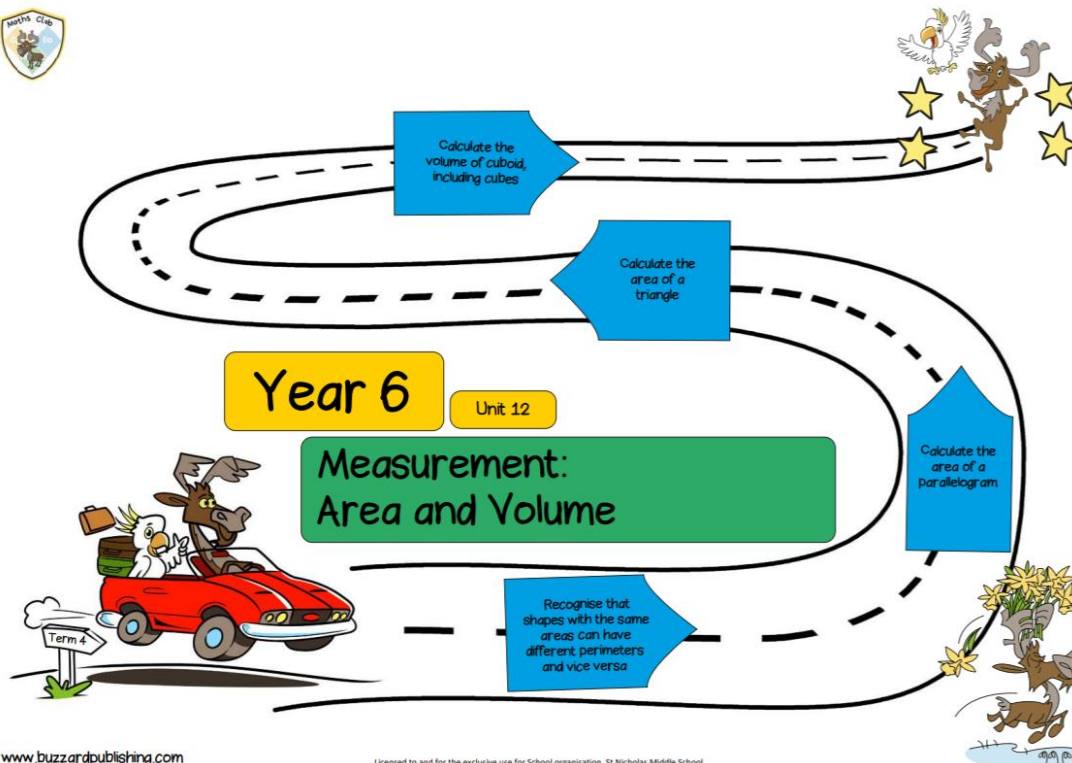 Maths Club
Calculate the
volume of cuboid,
including cubes
Calculate the
area of a
triangle
Year 6
Unit 12
Measurement:
Area and Volume
Calculate the
area of a
parallelogram
Recognise that
shapes with the same
areas can have
different perimeters
and vice versa
Term 4
www.buzzardpublishing.com
Licensed to and for the exclusive use for School organisation, St Nicholas Middle School